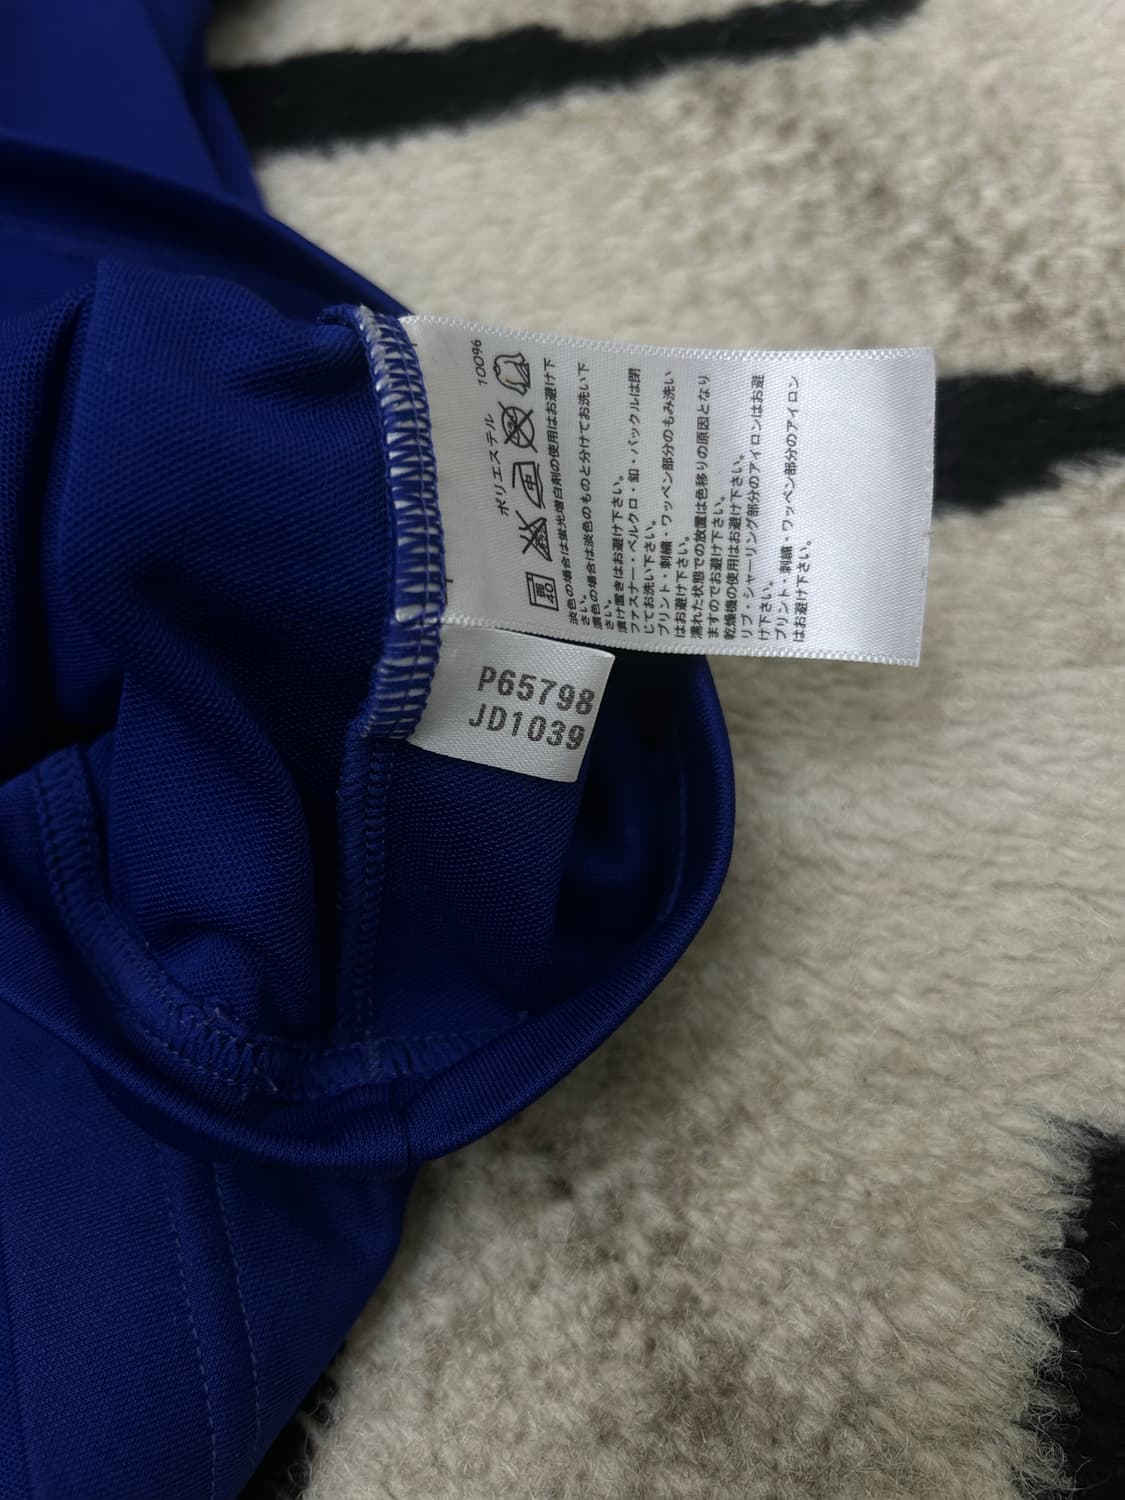 ポリエステル 100%
40
淡色の場合は蛍光増白剤の使用はお避け下
さい。
濃色の場合は淡色のものと分けてお洗い下
さい。
漬け置きはお避け下さい。
ファスナー・ベルクロ・釦・バックルは閉
じてお洗い下さい。
プリント・刺繍・ワッペン部分のもみ洗い
はお避け下さい。
濡れた状態での放置は色移りの原因となり
ますのでお避け下さい。
乾燥機の使用はお避け下さい。
リブ・シャーリング部分のアイロンはお避
け下さい。
プリント・刺繍・ワッペン部分のアイロン
はお避け下さい。
P65798
JD1039